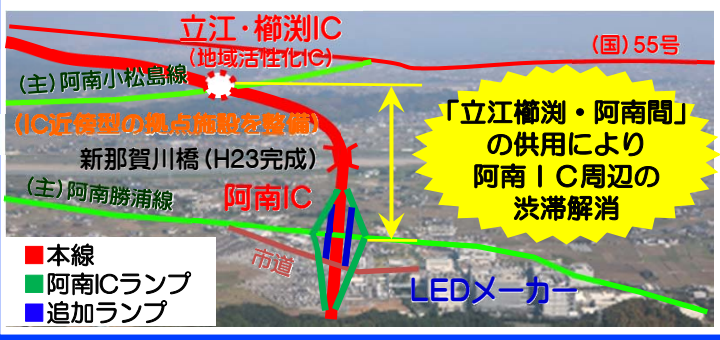 立江・櫛渕IC
(地域活性化IC)
(国)55号
(主)阿南小松島線
(IC近傍型の拠点施設を整備)
新那賀川橋(H23完成)
阿南IC
(主)阿南勝浦線
市道
LEDメーカー
「立江櫛渕・阿南間」
の供用により
阿南IC周辺の
渋滞解消
本線
阿南ICランプ
追加ランプ